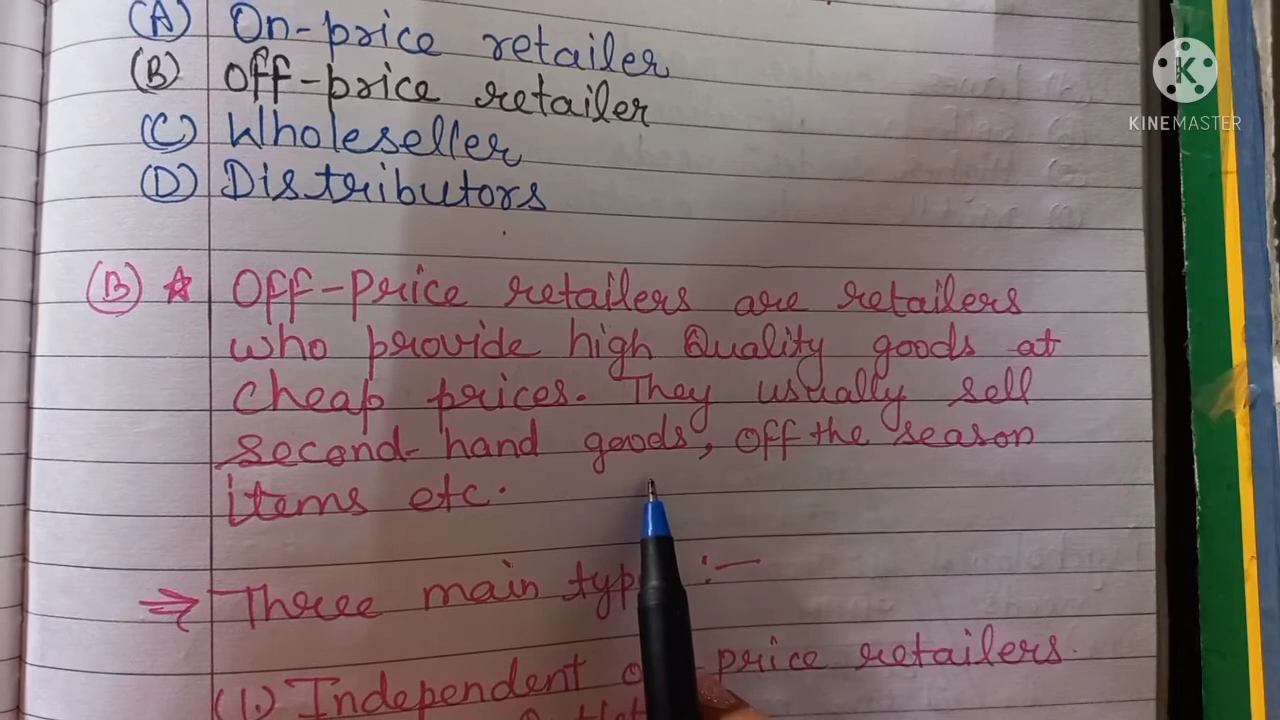 (A) On-price retailer
(B) Off-price retailer
(C) Wholeseller
(D) Distributors
(B) ☆ Off-Price retailers are retailers
who provide high Quality goods at
cheap prices. They usually sell
second-hand goods, off the season
items etc.
⇒ Three main :-
(1.) Independent price retailers.
KINEMASTER